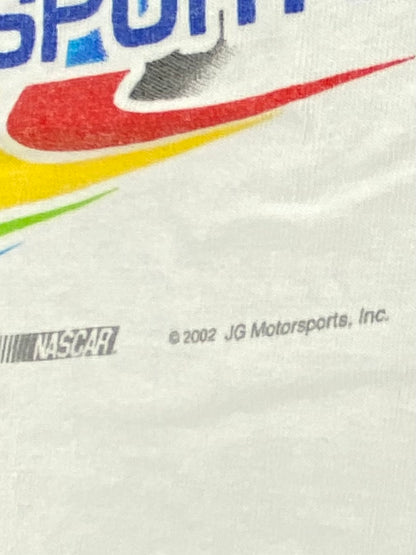 SPORT
NASCAR
© 2002 JG Motorsports, Inc.